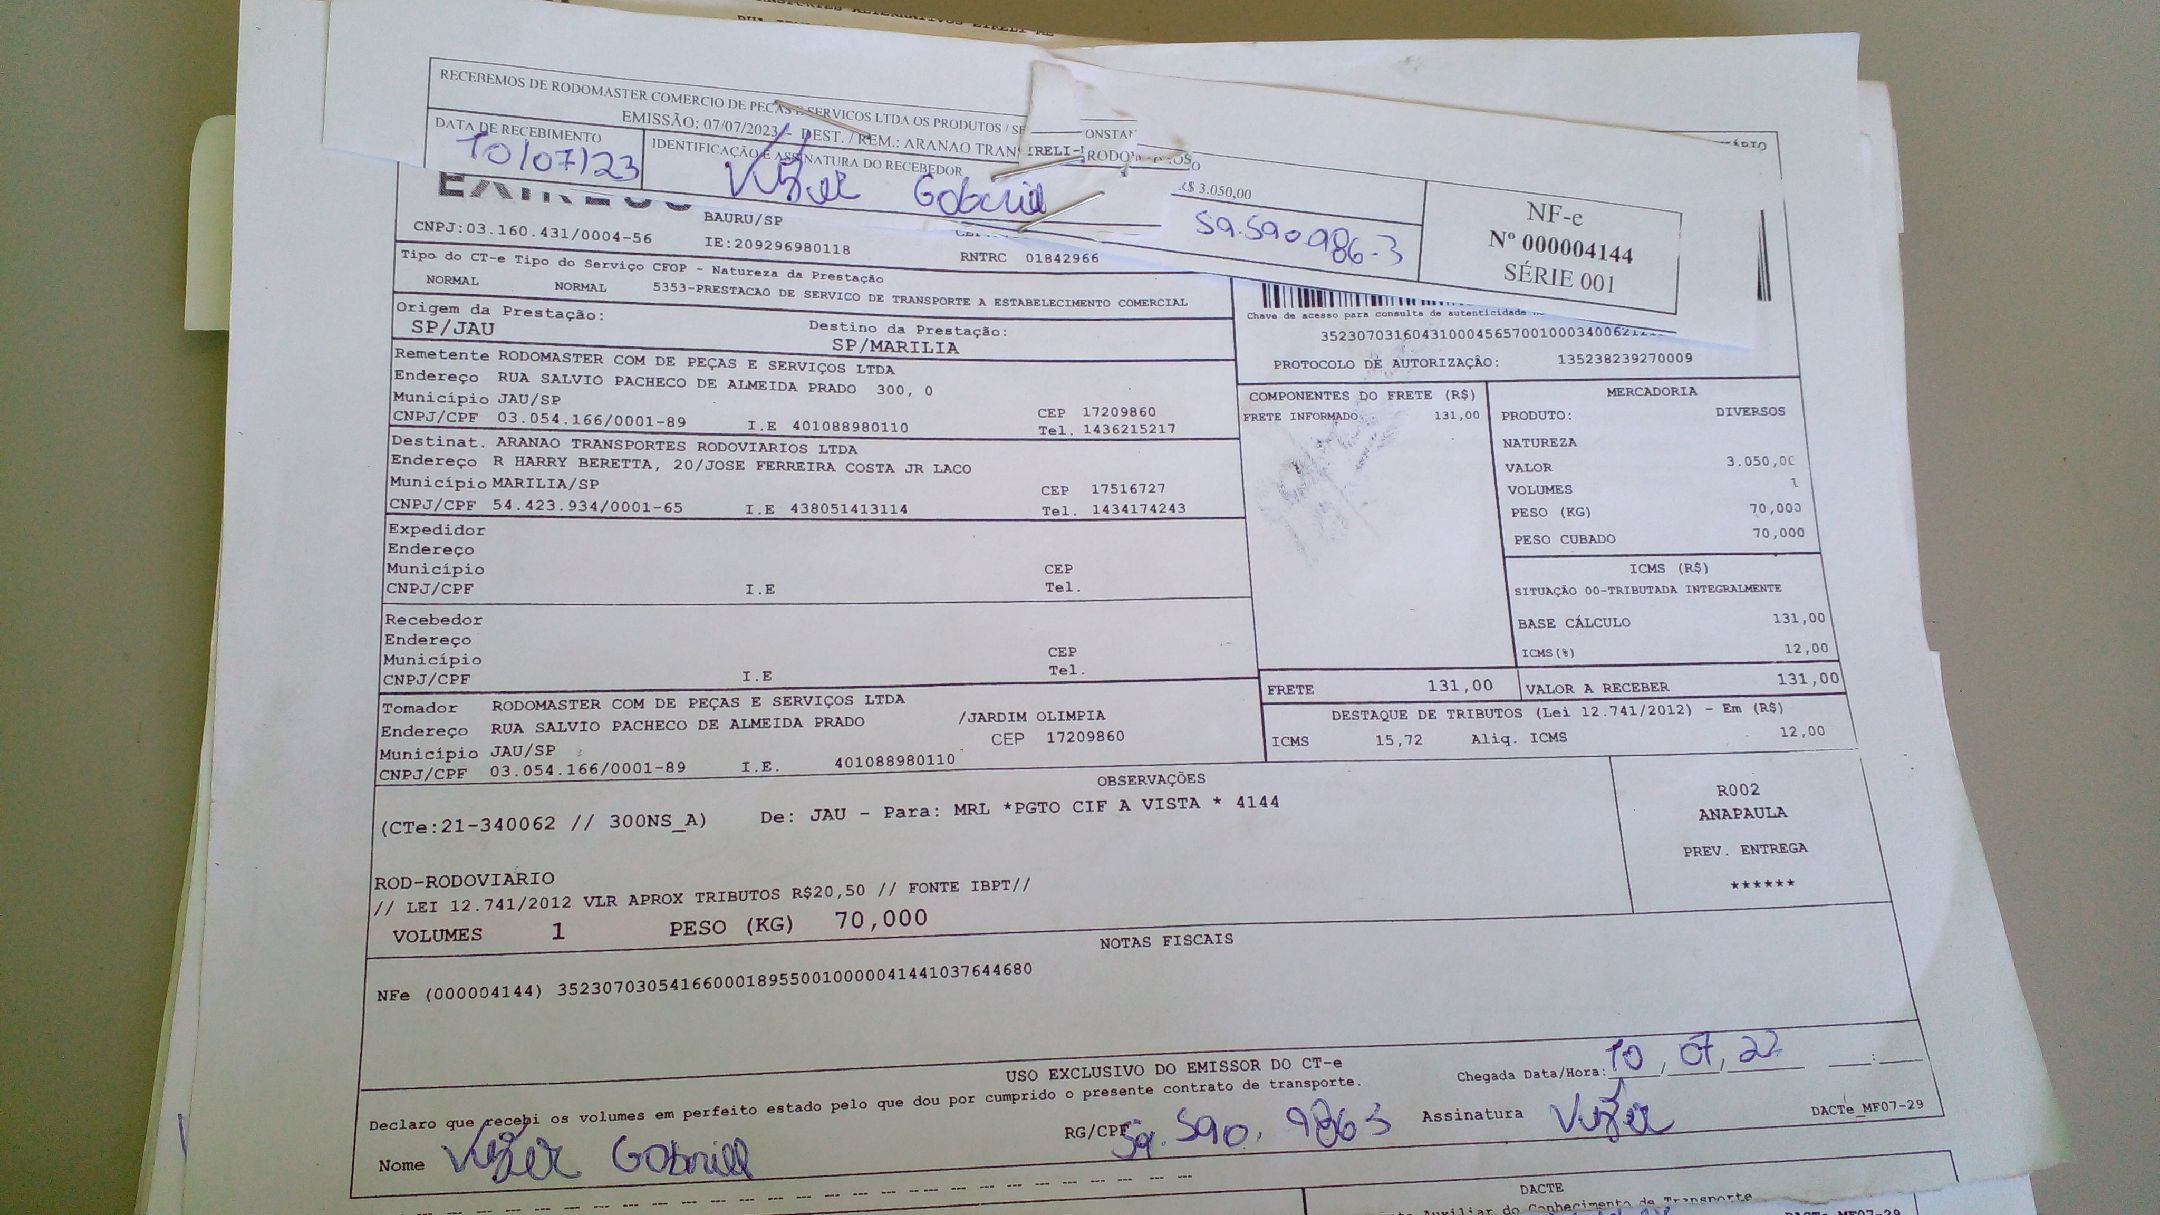 RECEBEMOS DE RODOMASTER COMERCIO DE PEÇAS E SERVICOS LTDA OS PRODUTOS /
EMISSÃO: 07/07/2023 - DEST. / REM.: ARANAO
DATA DE RECEBIMENTO
10/07/23
IDENTIFICAÇÃO E ASSINATURA DO RECEBEDOR
Gabriel
R$ 3.050,00
59.590.986-3
NF-e
Nº 000004144
SÉRIE 001
BAURU/SP
CNPJ:03.160.431/0004-56 IE:209296980118 RNTRC 01842966
Tipo do CT-e Tipo do Serviço CFOP - Natureza da Prestação
NORMAL NORMAL 5353-PRESTACAO DE SERVICO DE TRANSPORTE A ESTABELECIMENTO COMERCIAL
Origem da Prestação: Destino da Prestação:
SP/JAU SP/MARILIA
Chave de acesso para consulta de autenticidade
PROTOCOLO DE AUTORIZAÇÃO: 135238239270009
Remetente RODOMASTER COM DE PEÇAS E SERVIÇOS LTDA
Endereço RUA SALVIO PACHECO DE ALMEIDA PRADO 300, 0
Município JAU/SP CEP 17209860
CNPJ/CPF 03.054.166/0001-89 I.E 401088980110 Tel. 1436215217
Destinat. ARANAO TRANSPORTES RODOVIARIOS LTDA
Endereço R HARRY BERETTA, 20/JOSE FERREIRA COSTA JR LACO
Município MARILIA/SP CEP 17516727
CNPJ/CPF 54.423.934/0001-65 I.E 438051413114 Tel. 1434174243
Expedidor
Endereço
Município CEP
CNPJ/CPF I.E Tel.
Recebedor
Endereço
Município CEP
CNPJ/CPF I.E Tel.
Tomador RODOMASTER COM DE PEÇAS E SERVIÇOS LTDA
Endereço RUA SALVIO PACHECO DE ALMEIDA PRADO /JARDIM OLIMPIA
Município JAU/SP CEP 17209860
CNPJ/CPF 03.054.166/0001-89 I.E. 401088980110
COMPONENTES DO FRETE (R$)
FRETE INFORMADO 131,00
MERCADORIA
PRODUTO: DIVERSOS
NATUREZA
VALOR 3.050,00
VOLUMES 1
PESO (KG) 70,000
PESO CUBADO 70,000
ICMS (R$)
SITUAÇÃO 00-TRIBUTADA INTEGRALMENTE
BASE CÁLCULO 131,00
ICMS(%) 12,00
FRETE 131,00 VALOR A RECEBER 131,00
DESTAQUE DE TRIBUTOS (Lei 12.741/2012) - Em (R$)
ICMS 15,72 Aliq. ICMS 12,00
OBSERVAÇÕES
(CTe:21-340062 // 300NS_A) De: JAU - Para: MRL *PGTO CIF A VISTA * 4144
R002
ANAPAULA
PREV. ENTREGA
******
ROD-RODOVIARIO
// LEI 12.741/2012 VLR APROX TRIBUTOS R$20,50 // FONTE IBPT//
VOLUMES 1 PESO (KG) 70,000
NOTAS FISCAIS
NFe (000004144) 35230703054166000189550010000041441037644680
USO EXCLUSIVO DO EMISSOR DO CT-e
Declaro que recebi os volumes em perfeito estado pelo que dou por cumprido o presente contrato de transporte.
Chegada Data/Hora: 10/07/22 :
Nome Gabriel RG/CPF 59.590.9863 Assinatura
DACTe_MF07-29
DACTE
Auxiliar do Conhecimento de Transporte
DACTe_MF07-29